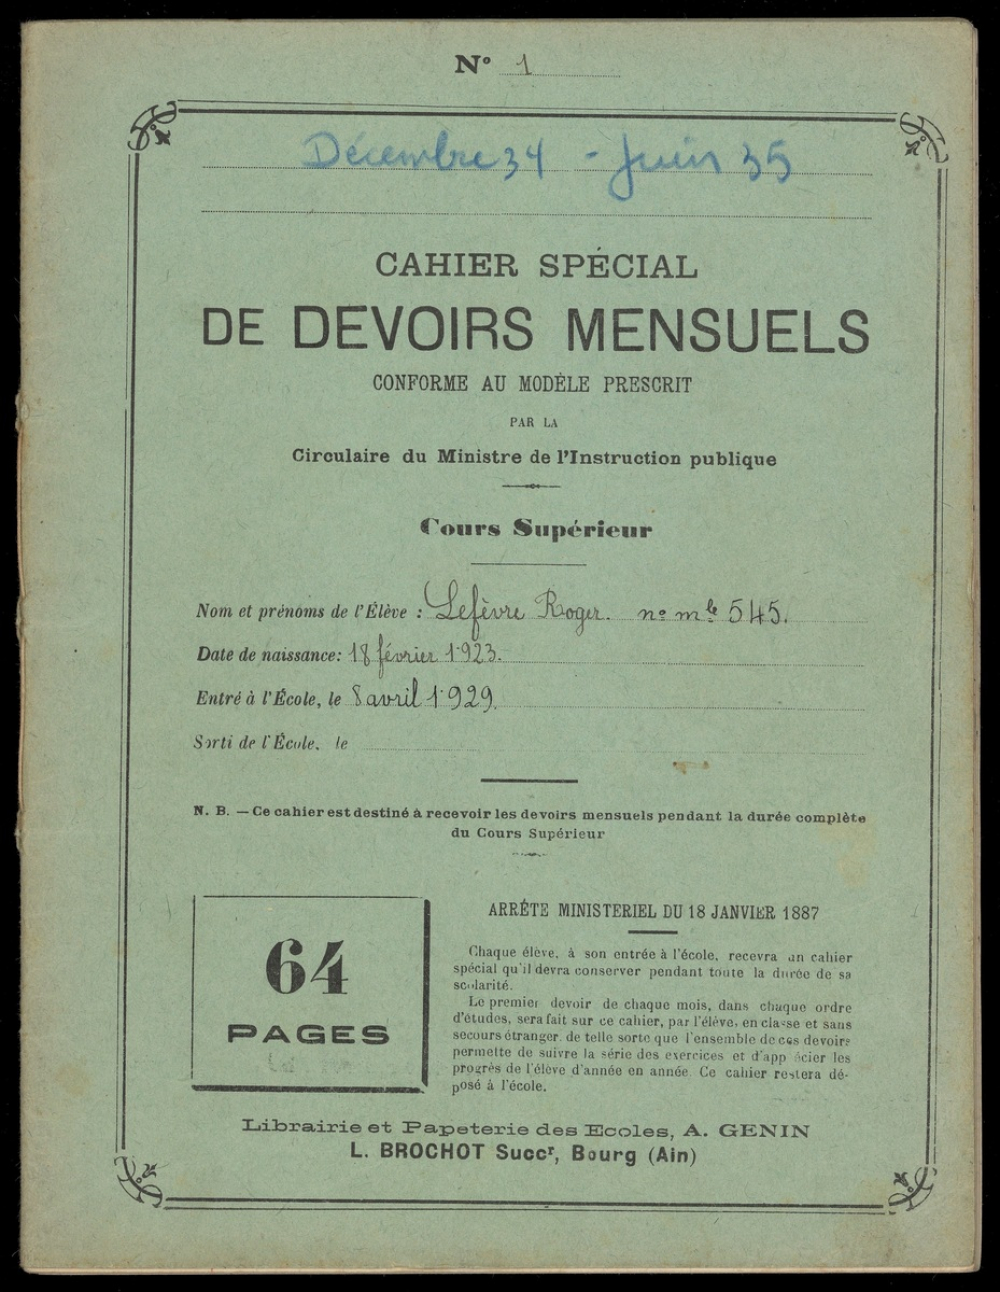 N° 1
Décembre 34 - Juin 35
CAHIER SPÉCIAL
DE DEVOIRS MENSUELS
CONFORME AU MODÈLE PRESCRIT
PAR LA
Circulaire du Ministre de l'Instruction publique
Cours Supérieur
Nom et prénoms de l'Élève : Lefèvre Roger. n° mle 545.
Date de naissance: 18 février 1923.
Entré à l'École, le 8 avril 1929.
Sorti de l'École, le
N. B. — Ce cahier est destiné à recevoir les devoirs mensuels pendant la durée complète
du Cours Supérieur
64
PAGES
ARRÊTE MINISTERIEL DU 18 JANVIER 1887
Chaque élève, à son entrée à l'école, recevra un cahier
spécial qu'il devra conserver pendant toute la durée de sa
scolarité.
Le premier devoir de chaque mois, dans chaque ordre
d'études, sera fait sur ce cahier, par l'élève, en classe et sans
secours étranger, de telle sorte que l'ensemble de ces devoirs
permette de suivre la série des exercices et d'apprécier les
progrès de l'élève d'année en année. Ce cahier restera dé-
posé à l'école.
Librairie et Papeterie des Ecoles, A. GENIN
L. BROCHOT Succr, Bourg (Ain)